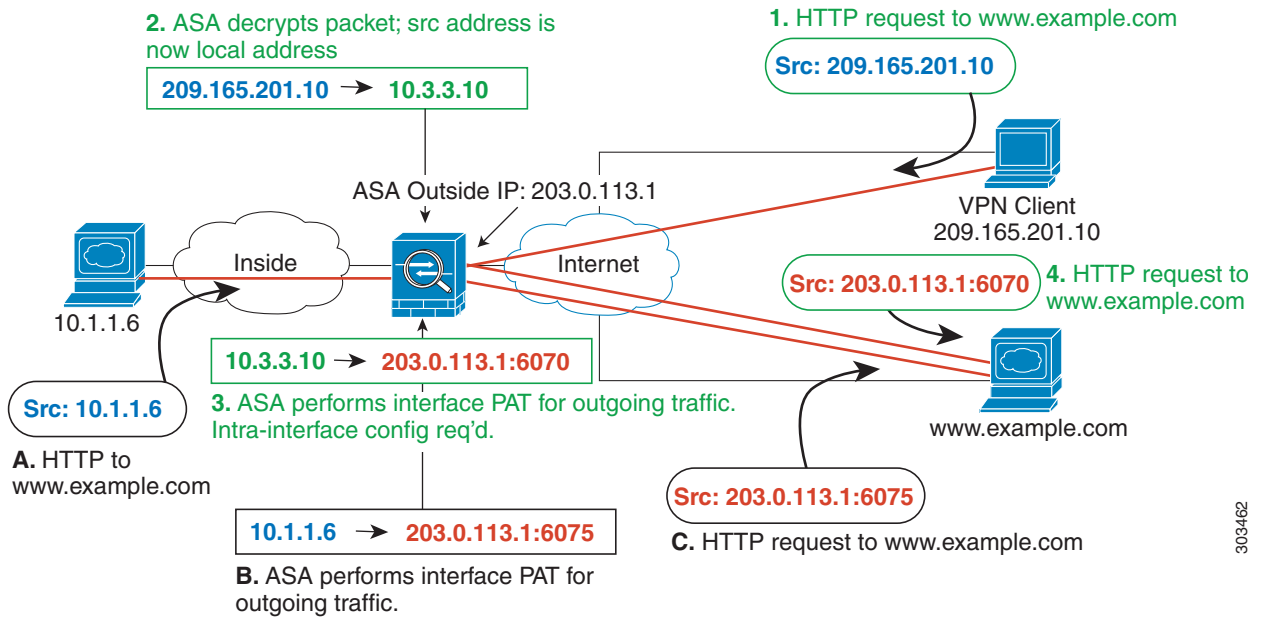 2. ASA decrypts packet; src address is
now local address
209.165.201.10 → 10.3.3.10
1. HTTP request to www.example.com
Src: 209.165.201.10
ASA Outside IP: 203.0.113.1
VPN Client
209.165.201.10
Inside
Internet
10.1.1.6
Src: 203.0.113.1:6070
4. HTTP request to
www.example.com
10.3.3.10 → 203.0.113.1:6070
3. ASA performs interface PAT for outgoing traffic.
Intra-interface config req'd.
Src: 10.1.1.6
A. HTTP to
www.example.com
www.example.com
Src: 203.0.113.1:6075
C. HTTP request to www.example.com
10.1.1.6 → 203.0.113.1:6075
B. ASA performs interface PAT for
outgoing traffic.
303462